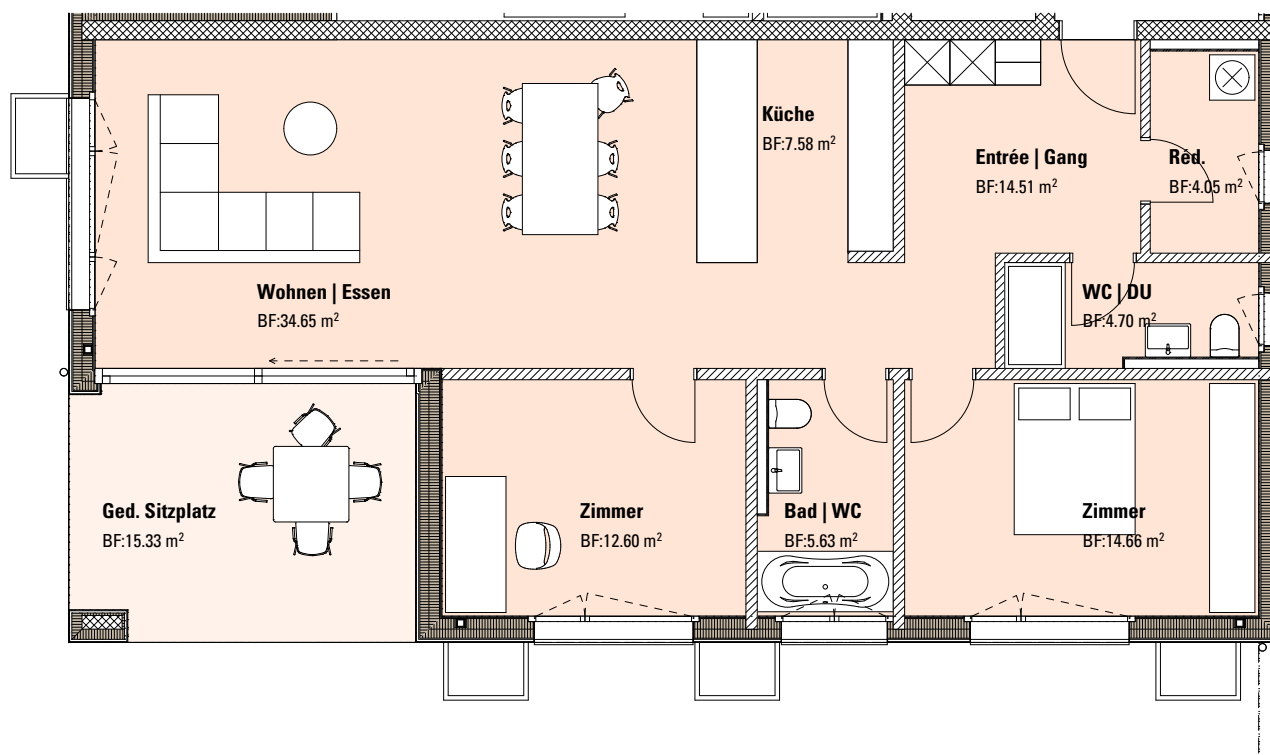 Küche
BF:7.58 m²
Entrée | Gang
BF:14.51 m²
Réd.
BF:4.05 m²
Wohnen | Essen
BF:34.65 m²
WC | DU
BF:4.70 m²
Ged. Sitzplatz
BF:15.33 m²
Zimmer
BF:12.60 m²
Bad | WC
BF:5.63 m²
Zimmer
BF:14.66 m²